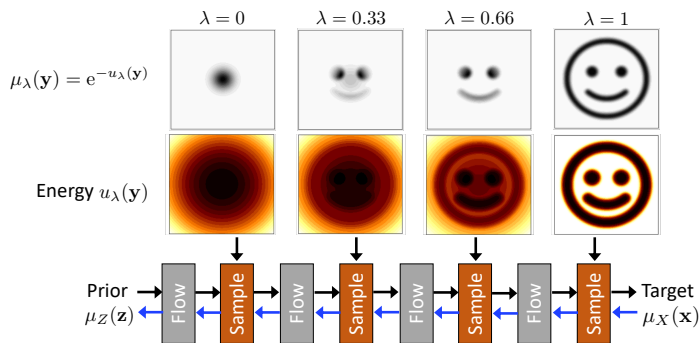 λ = 0 λ = 0.33 λ = 0.66 λ = 1
μ_λ(y) = e^{−u_λ(y)}
Energy u_λ(y)
Prior Flow Sample Flow Sample Flow Sample Flow Sample Target
μ_Z(z) μ_X(x)